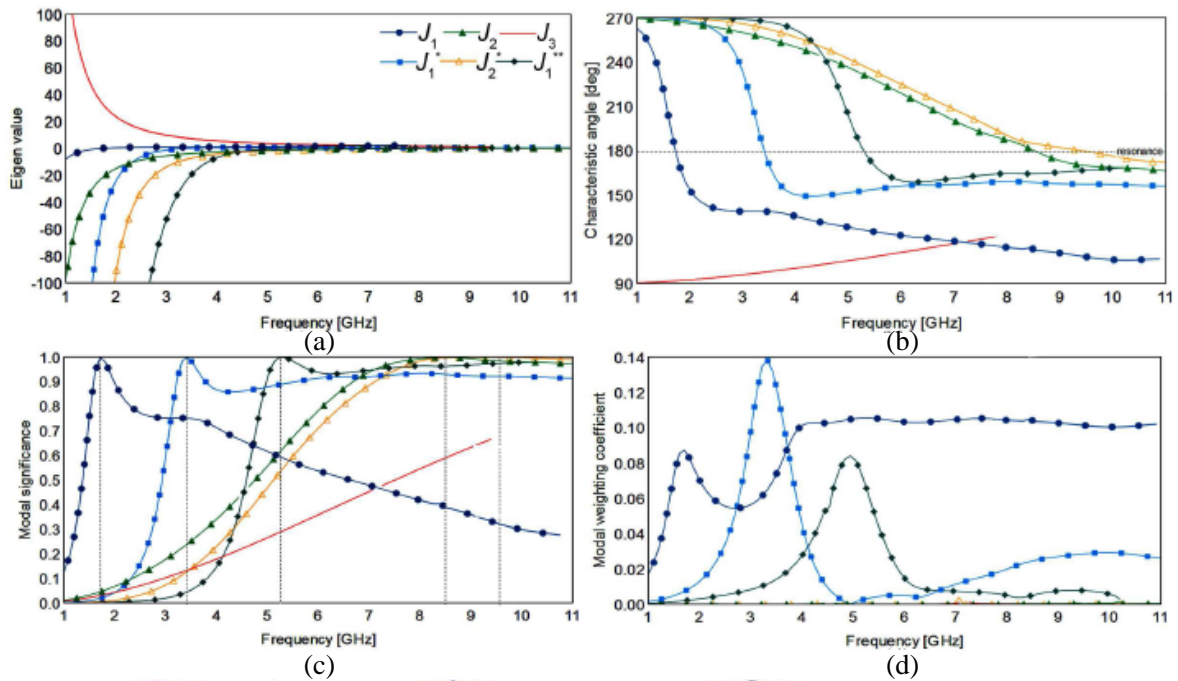 100
80
60
40
20
0
-20
-40
-60
-80
-100
Eigen value
J1 J2 J3
J1* J2* J1**
1 2 3 4 5 6 7 8 9 10 11
Frequency [GHz]
(a)
270
240
210
180
150
120
90
Characteristic angle [deg]
resonance
1 2 3 4 5 6 7 8 9 10 11
Frequency [GHz]
(b)
1.0
0.9
0.8
0.7
0.6
0.5
0.4
0.3
0.2
0.1
0.0
Modal significance
1 2 3 4 5 6 7 8 9 10 11
Frequency [GHz]
(c)
0.14
0.12
0.10
0.08
0.06
0.04
0.02
0.00
Modal weighting coefficient
1 2 3 4 5 6 7 8 9 10 11
Frequency [GHz]
(d)